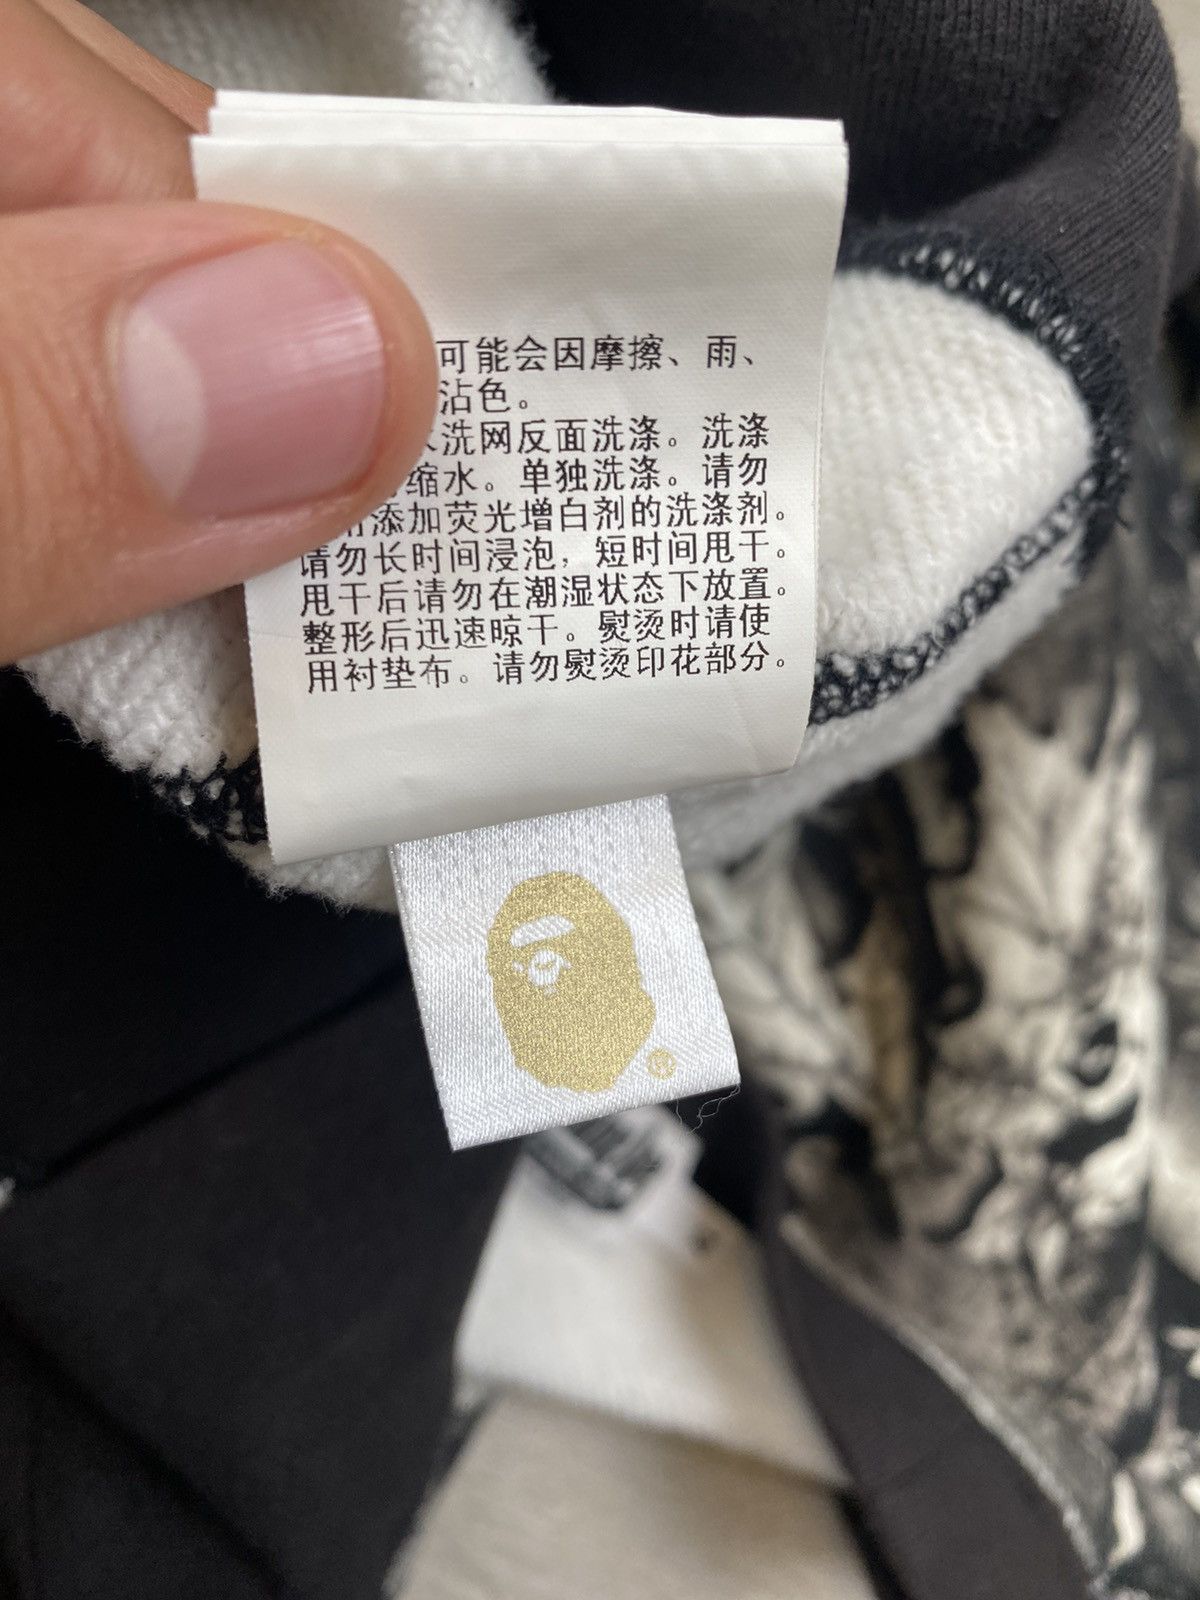 可能会因摩擦、雨、
沾色。
洗网反面洗涤。洗涤
缩水。单独洗涤。请勿
添加荧光增白剂的洗涤剂。
请勿长时间浸泡，短时间甩干。
甩干后请勿在潮湿状态下放置。
整形后迅速晾干。熨烫时请使
用衬垫布。请勿熨烫印花部分。
®